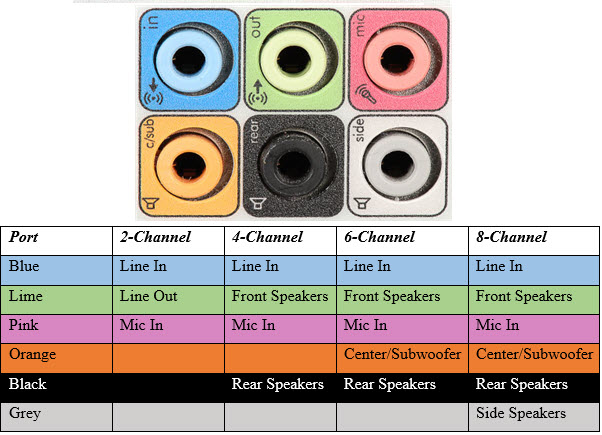 in out mic
c/sub rear side
Port 2-Channel 4-Channel 6-Channel 8-Channel
Blue Line In Line In Line In Line In
Lime Line Out Front Speakers Front Speakers Front Speakers
Pink Mic In Mic In Mic In Mic In
Orange Center/Subwoofer Center/Subwoofer
Black Rear Speakers Rear Speakers Rear Speakers
Grey Side Speakers